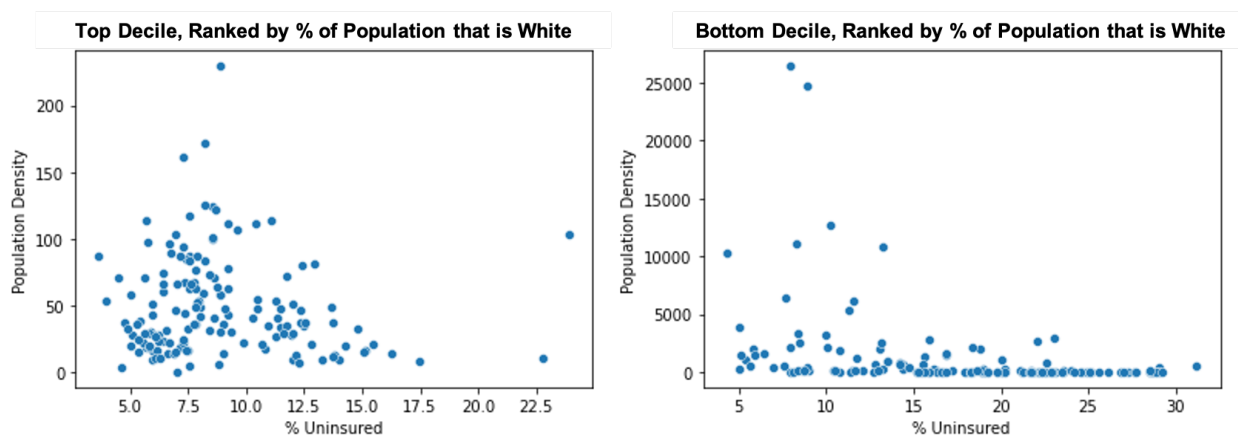 Top Decile, Ranked by % of Population that is White
200
150
100
50
0
Population Density
5.0 7.5 10.0 12.5 15.0 17.5 20.0 22.5
% Uninsured
Bottom Decile, Ranked by % of Population that is White
25000
20000
15000
10000
5000
0
Population Density
5 10 15 20 25 30
% Uninsured